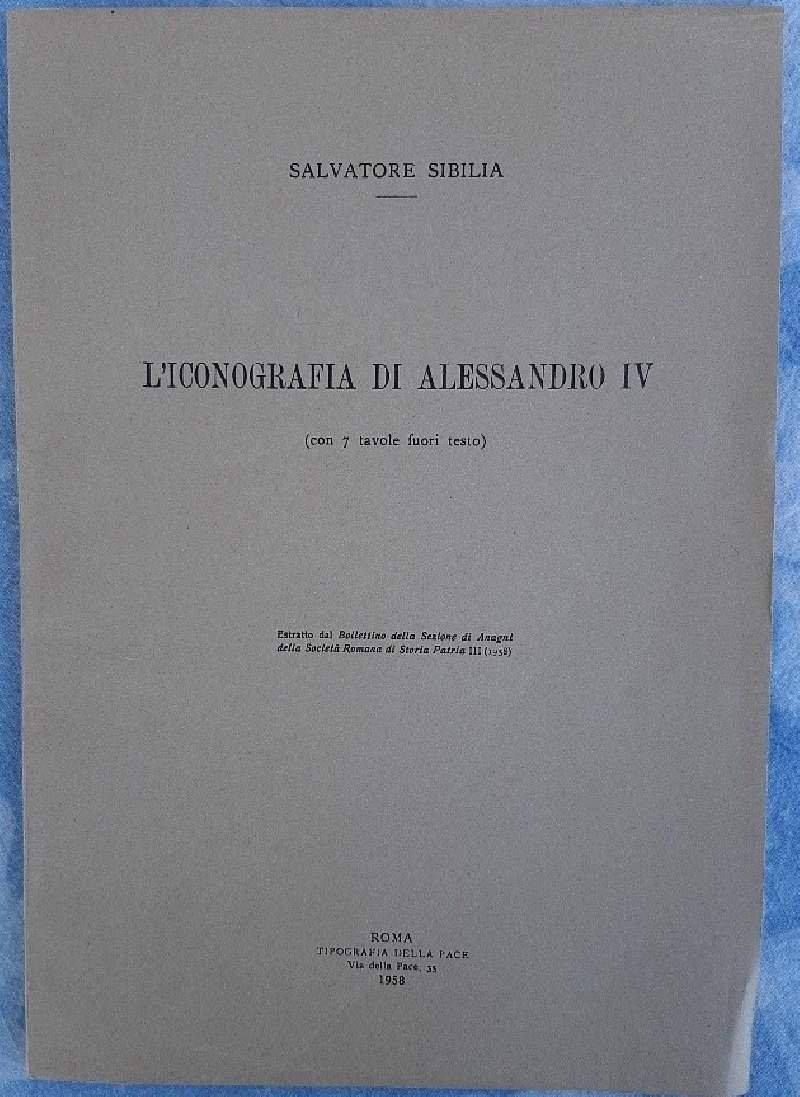 SALVATORE SIBILIA
L'ICONOGRAFIA DI ALESSANDRO IV
(con 7 tavole fuori testo)
Estratto dal Bollettino della Sezione di Anagni
della Società Romana di Storia Patria III (1958)
ROMA
TIPOGRAFIA DELLA PACE
Via della Pace, 35
1958